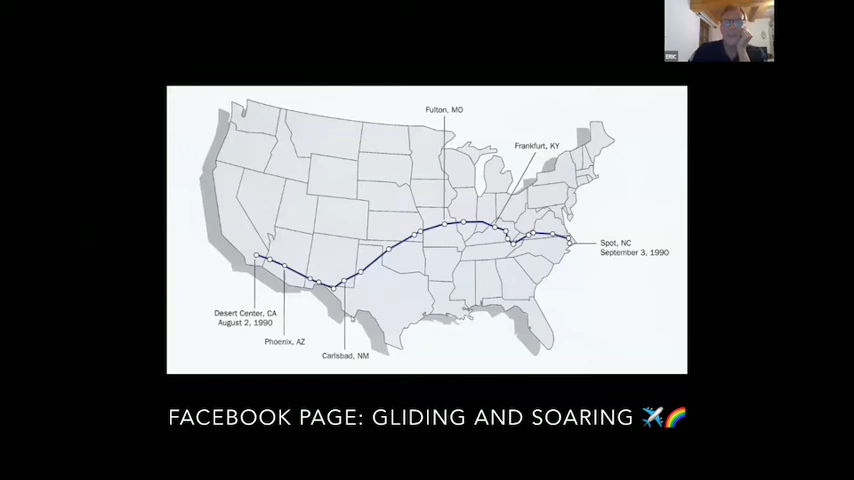 ERIC
Fulton, MO
Frankfurt, KY
Spot, NC
September 3, 1990
Desert Center, CA
August 2, 1990
Phoenix, AZ
Carlsbad, NM
FACEBOOK PAGE: GLIDING AND SOARING ✈️🌈